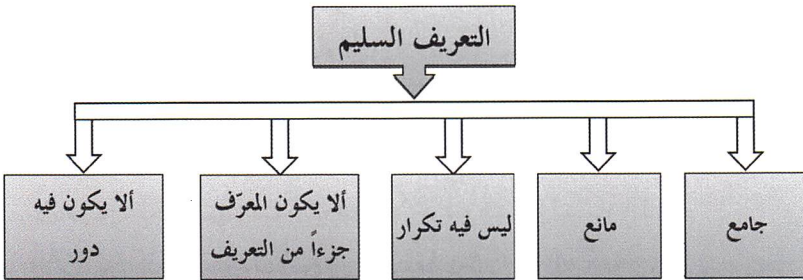 التعريف السليم
جامع
مانع
ليس فيه تكرار
ألا يكون المعرّف
جزءاً من التعريف
ألا يكون فيه
دور